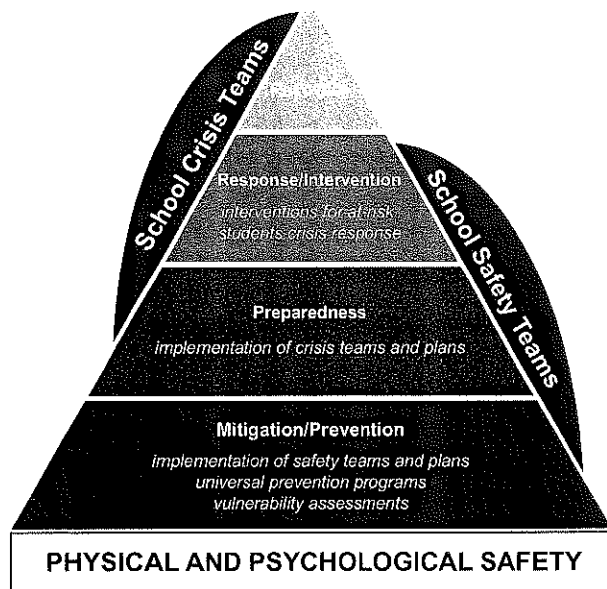 School Crisis Teams
School Safety Teams
Response/Intervention
interventions for at-risk
students crisis response
Preparedness
implementation of crisis teams and plans
Mitigation/Prevention
implementation of safety teams and plans
universal prevention programs
vulnerability assessments
PHYSICAL AND PSYCHOLOGICAL SAFETY